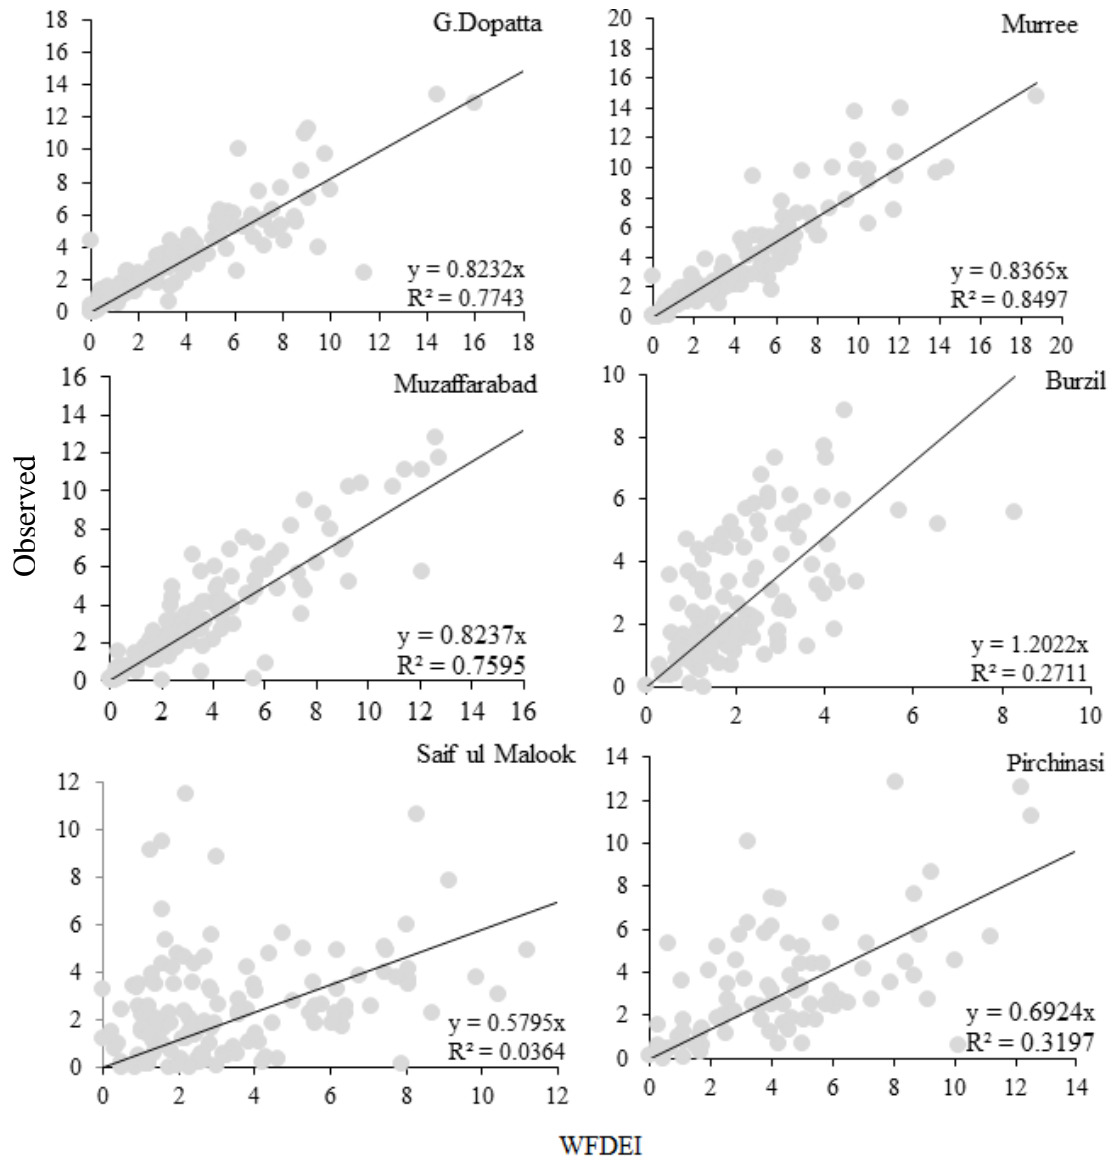 G.Dopatta
18
16
14
12
10
8
6
4
2
0
y = 0.8232x
R² = 0.7743
0 2 4 6 8 10 12 14 16 18
Murree
20
18
16
14
12
10
8
6
4
2
0
y = 0.8365x
R² = 0.8497
0 2 4 6 8 10 12 14 16 18 20
Observed
Muzaffarabad
16
14
12
10
8
6
4
2
0
y = 0.8237x
R² = 0.7595
0 2 4 6 8 10 12 14 16
Burzil
10
8
6
4
2
0
y = 1.2022x
R² = 0.2711
0 2 4 6 8 10
Saif ul Malook
12
10
8
6
4
2
0
y = 0.5795x
R² = 0.0364
0 2 4 6 8 10 12
Pirchinasi
14
12
10
8
6
4
2
0
y = 0.6924x
R² = 0.3197
0 2 4 6 8 10 12 14
WFDEI